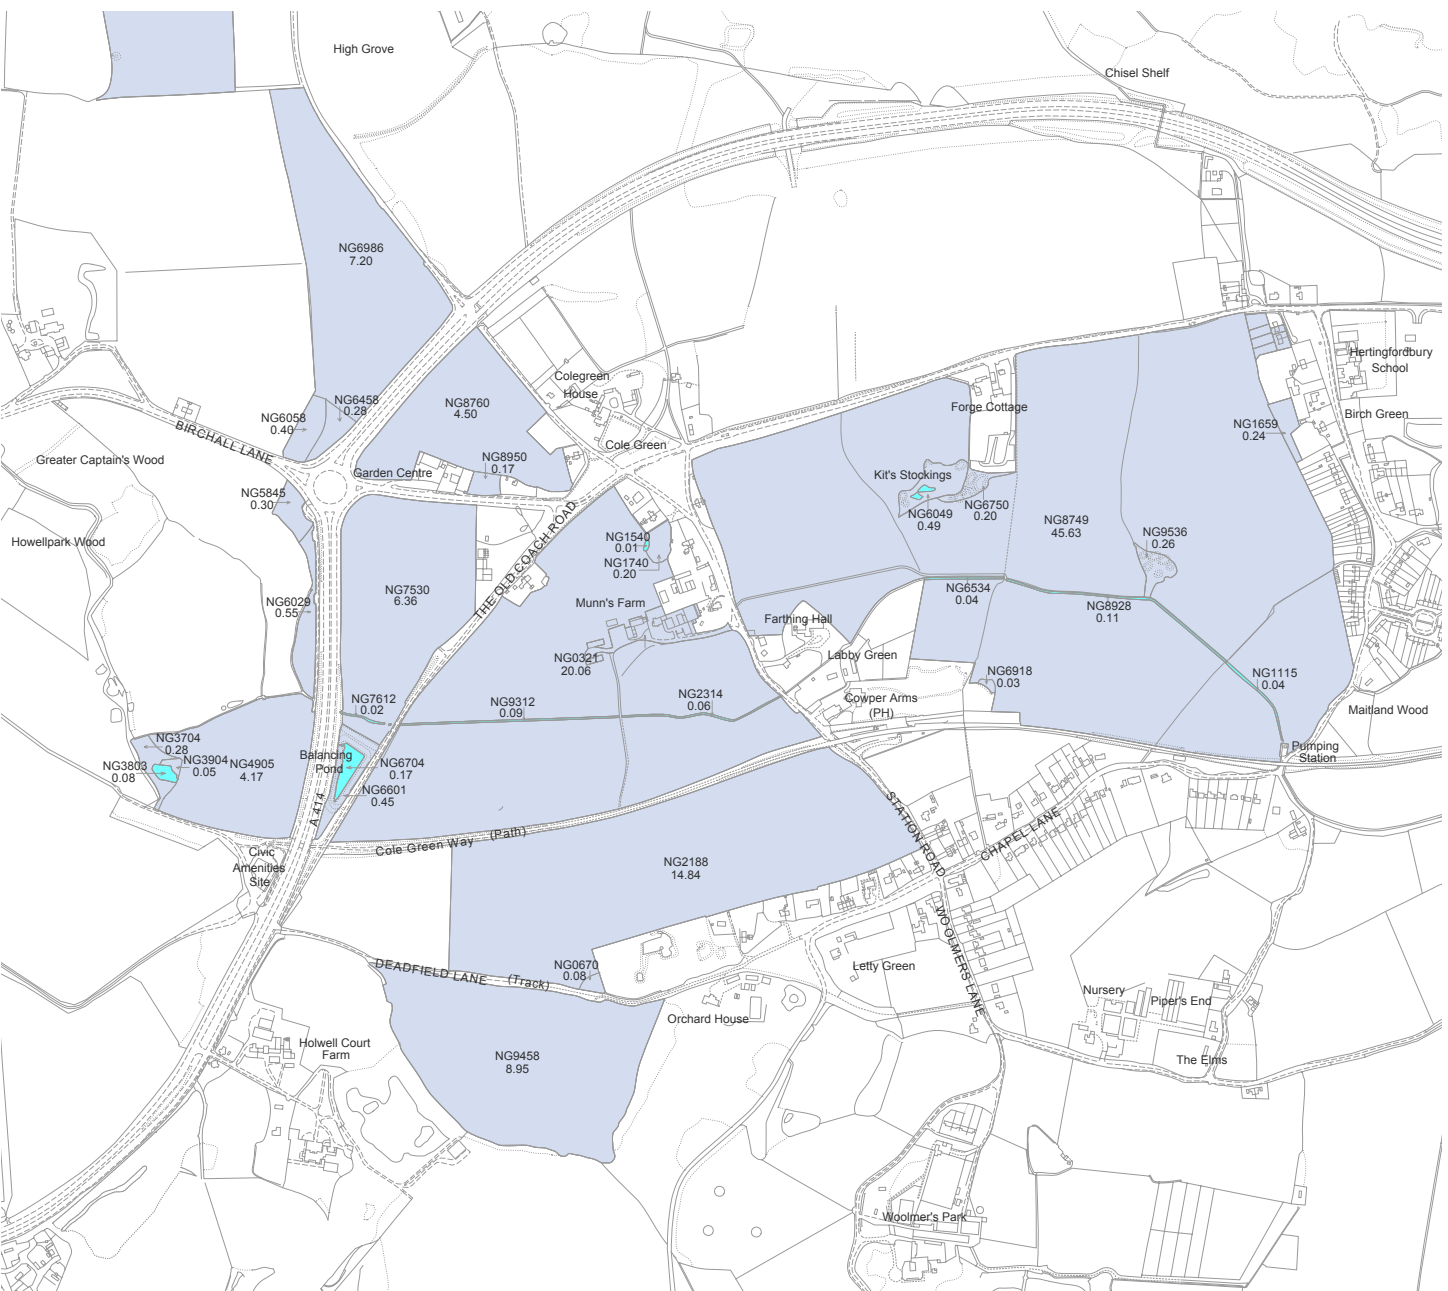 High Grove
Chisel Shelf
NG6986
7.20
Hertingfordbury
School
Colegreen
House
NG6458
0.28
NG8760
4.50
Forge Cottage
NG6058
0.40
Birch Green
BIRCHALL LANE
NG1659
0.24
Cole Green
Greater Captain's Wood
Garden Centre
NG8950
0.17
Kit's Stockings
NG5845
0.30
NG6750
0.20
NG6049
0.49
NG8749
45.63
THE OLD COACH ROAD
Howellpark Wood
NG1540
0.01
NG9536
0.26
NG1740
0.20
NG7530
6.36
NG6534
0.04
NG6029
0.55
Munn's Farm
NG8928
0.11
Farthing Hall
NG0321
20.06
Labby Green
NG6918
0.03
NG1115
0.04
NG7612
0.02
NG9312
0.09
NG2314
0.06
Cowper Arms
(PH)
Maitland Wood
NG3704
0.28
NG3904
0.05
NG3803
0.08
NG4905
4.17
Balancing
Pond
NG6704
0.17
Pumping
Station
NG6601
0.45
A 414
STATION ROAD
CHAPEL LANE
Cole Green Way (Path)
Civic
Amenities
Site
NG2188
14.84
WOOLMERS LANE
DEADFIELD LANE (Track)
NG0670
0.08
Letty Green
Nursery
Piper's End
Orchard House
Holwell Court
Farm
NG9458
8.95
The Elms
Woolmer's Park